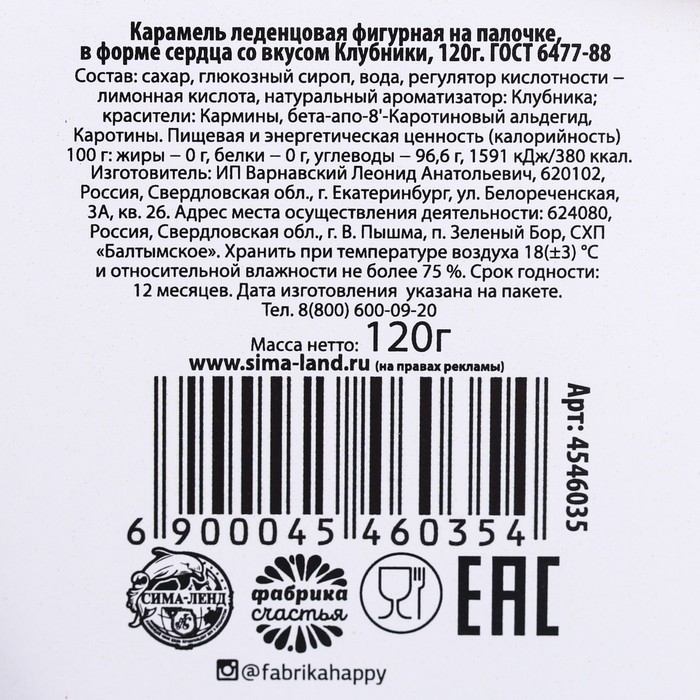 Карамель леденцовая фигурная на палочке,
в форме сердца со вкусом Клубники, 120г. ГОСТ 6477-88
Состав: сахар, глюкозный сироп, вода, регулятор кислотности –
лимонная кислота, натуральный ароматизатор: Клубника;
красители: Кармины, бета-апо-8'-Каротиновый альдегид,
Каротины. Пищевая и энергетическая ценность (калорийность)
100 г: жиры – 0 г, белки – 0 г, углеводы – 96,6 г, 1591 кДж/380 ккал.
Изготовитель: ИП Варнавский Леонид Анатольевич, 620102,
Россия, Свердловская обл., г. Екатеринбург, ул. Белореченская,
3А, кв. 26. Адрес места осуществления деятельности: 624080,
Россия, Свердловская обл., г. В. Пышма, п. Зеленый Бор, СХП
«Балтымское». Хранить при температуре воздуха 18(±3) °С
и относительной влажности не более 75 %. Срок годности:
12 месяцев. Дата изготовления указана на пакете.
Тел. 8(800) 600-09-20
Масса нетто: 120г
www.sima-land.ru (на правах рекламы)
Арт: 4546035
6 900045 460354
СИМА-ЛЕНД
фабрика
счастья
EAC
@fabrikahappy